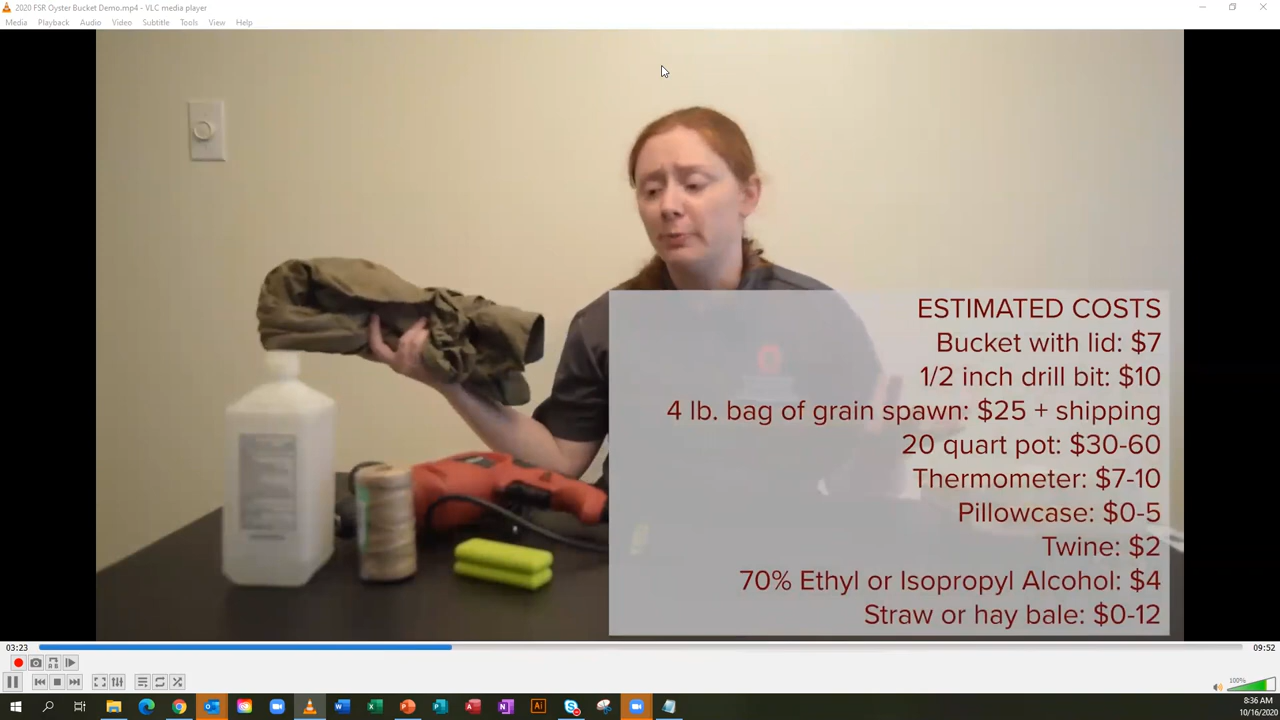 2020 FSR Oyster Bucket Demo.mp4 - VLC media player
Media Playback Audio Video Subtitle Tools View Help
ESTIMATED COSTS
Bucket with lid: $7
1/2 inch drill bit: $10
4 lb. bag of grain spawn: $25 + shipping
20 quart pot: $30-60
Thermometer: $7-10
Pillowcase: $0-5
Twine: $2
70% Ethyl or Isopropyl Alcohol: $4
Straw or hay bale: $0-12
03:23
09:52
100%
8:36 AM
10/16/2020